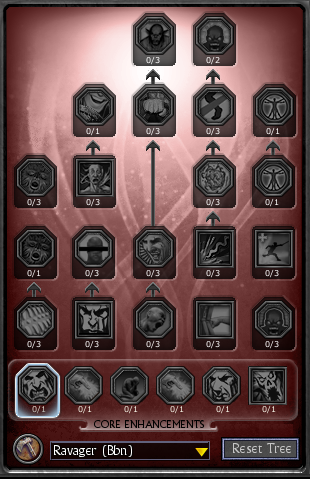 0/3 0/2
0/1 0/3 0/3 0/1
0/3 0/3 0/3 0/1
0/1 0/3 0/3 0/3 0/3
0/3 0/3 0/3 0/3 0/3
0/1 0/1 0/1 0/1 0/1 0/1
CORE ENHANCEMENTS
Ravager (Bbn) RESET TREE